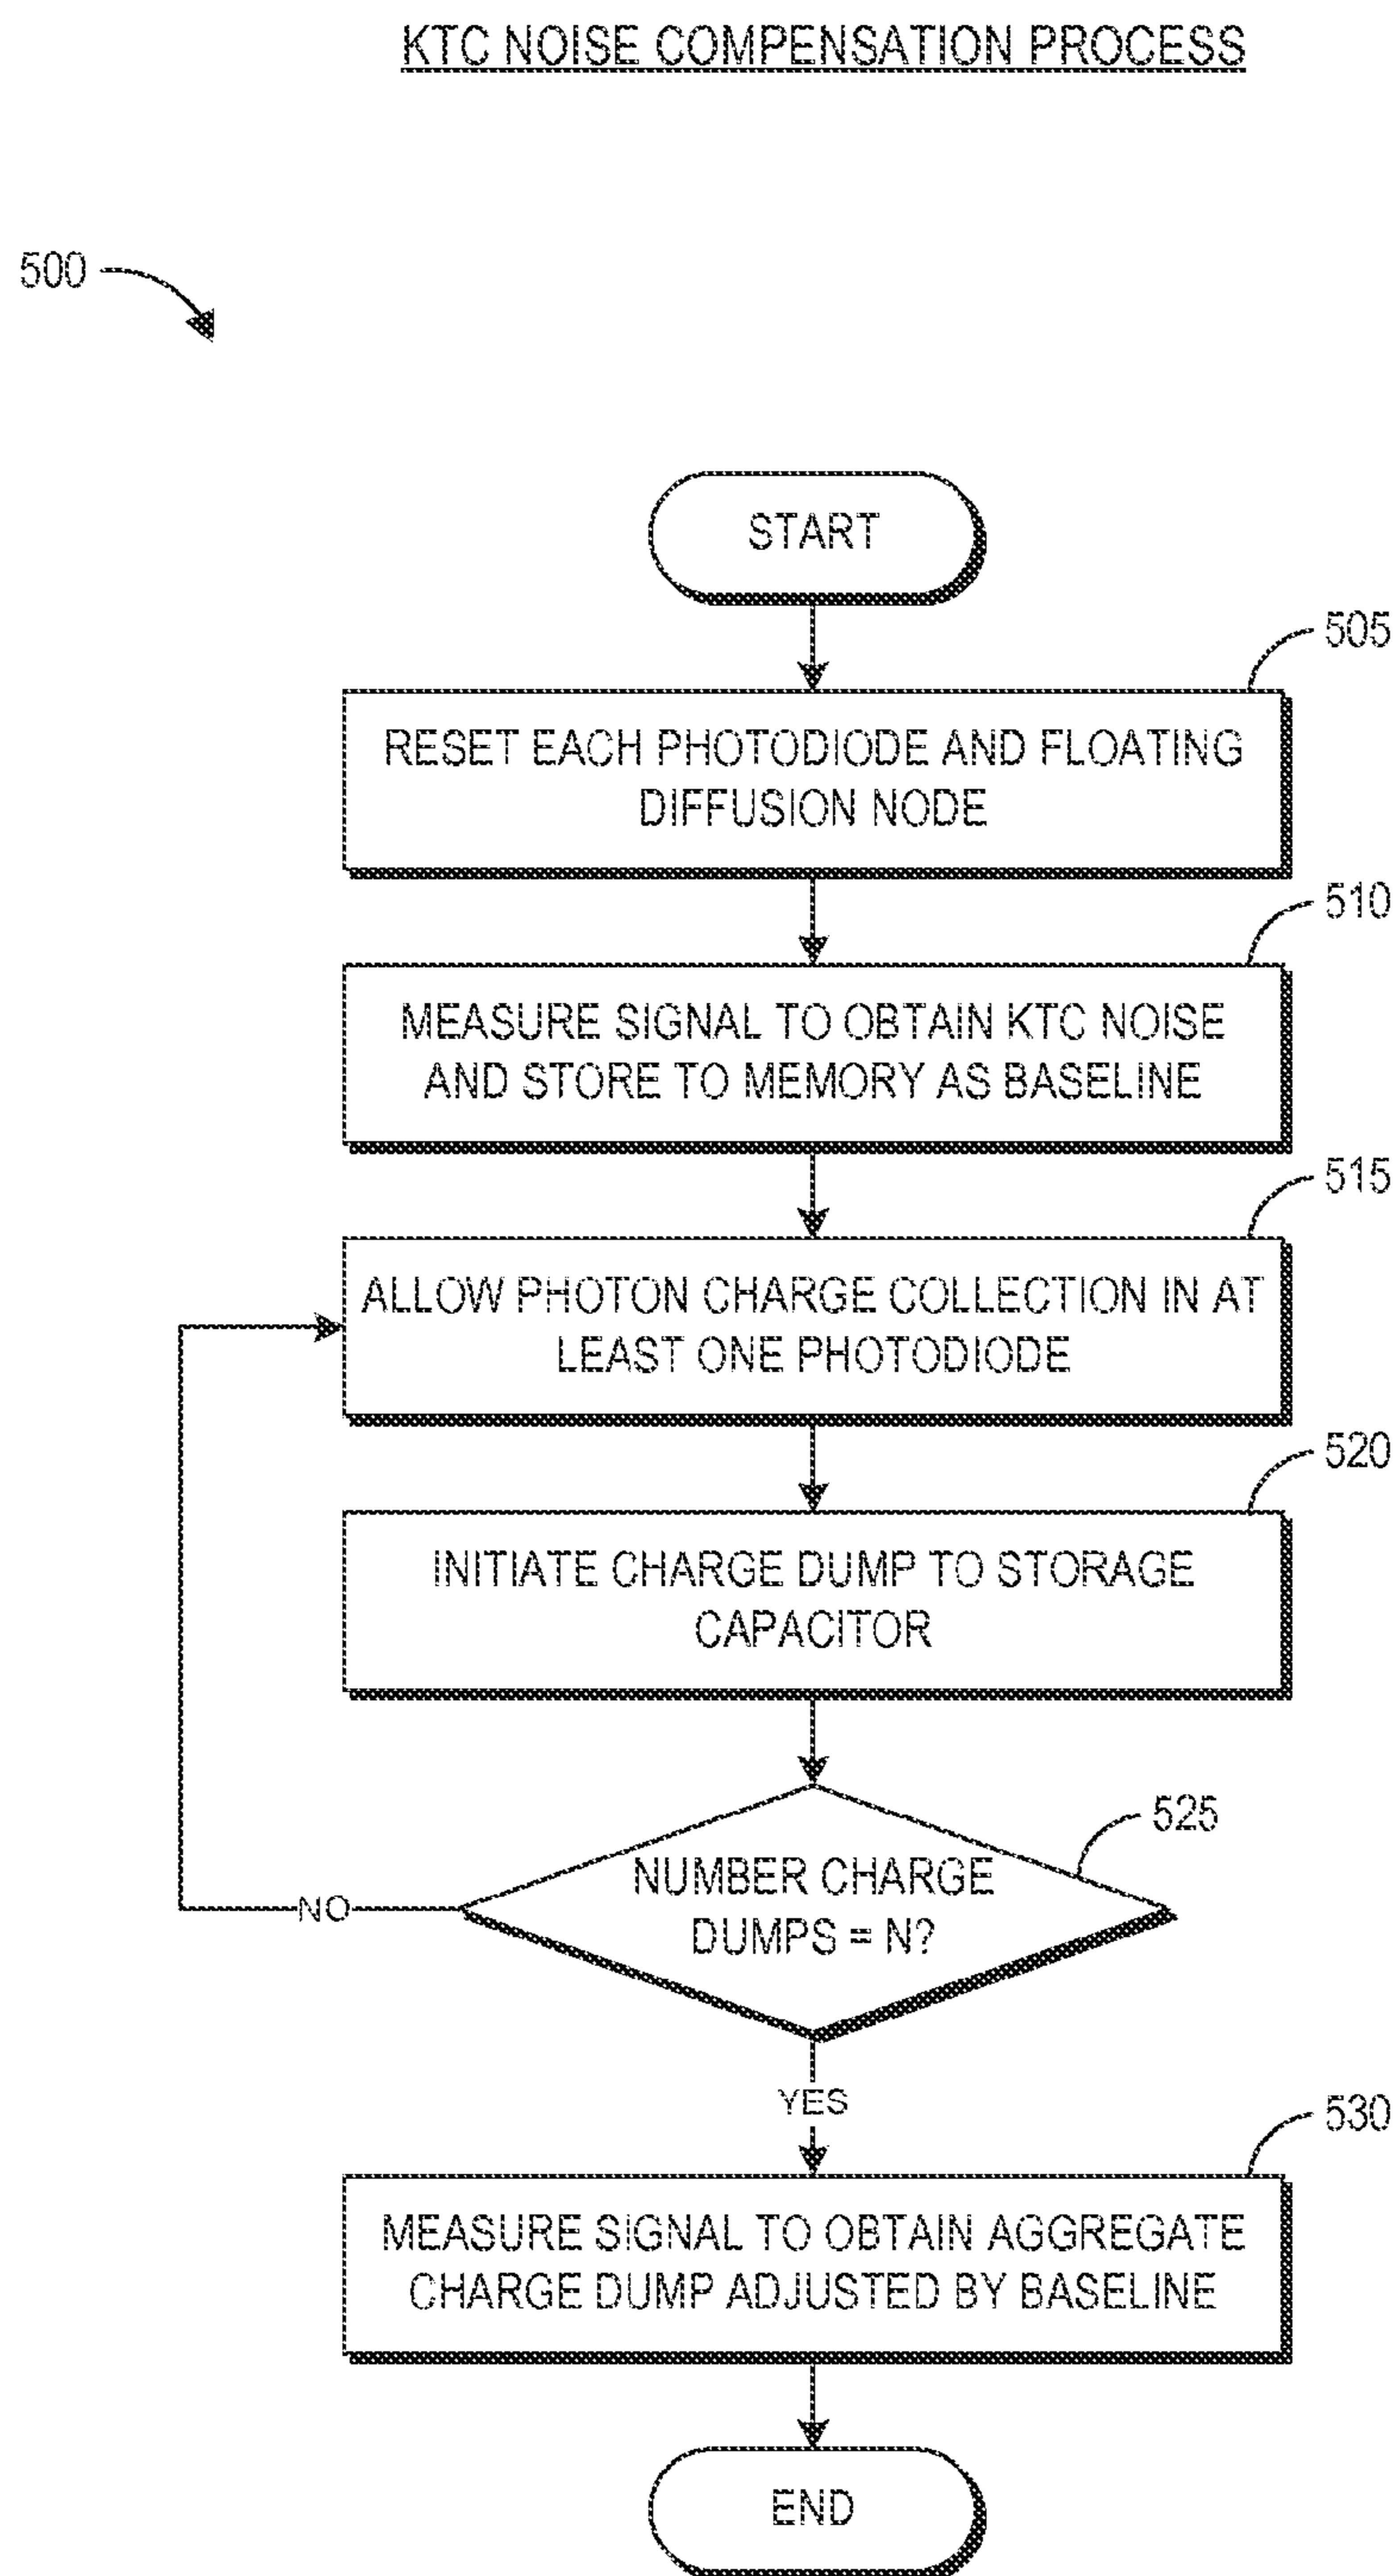 KTC NOISE COMPENSATION PROCESS
500
START
505
RESET EACH PHOTODIODE AND FLOATING
DIFFUSION NODE
510
MEASURE SIGNAL TO OBTAIN KTC NOISE
AND STORE TO MEMORY AS BASELINE
515
ALLOW PHOTON CHARGE COLLECTION IN AT
LEAST ONE PHOTODIODE
520
INITIATE CHARGE DUMP TO STORAGE
CAPACITOR
525
NUMBER CHARGE
DUMPS = N?
NO
YES
530
MEASURE SIGNAL TO OBTAIN AGGREGATE
CHARGE DUMP ADJUSTED BY BASELINE
END